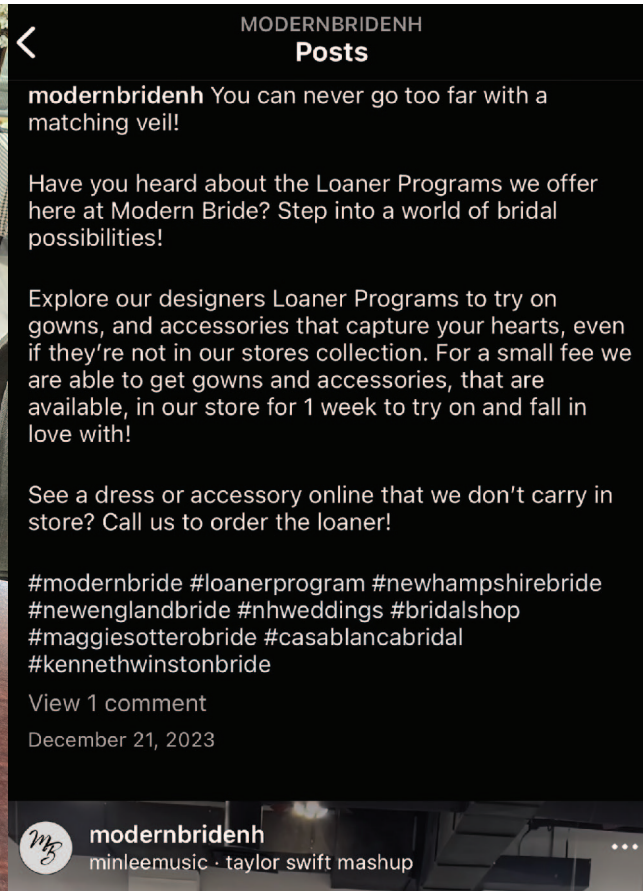 MODERNBRIDENH
Posts
modernbridenh You can never go too far with a
matching veil!
Have you heard about the Loaner Programs we offer
here at Modern Bride? Step into a world of bridal
possibilities!
Explore our designers Loaner Programs to try on
gowns, and accessories that capture your hearts, even
if they’re not in our stores collection. For a small fee we
are able to get gowns and accessories, that are
available, in our store for 1 week to try on and fall in
love with!
See a dress or accessory online that we don’t carry in
store? Call us to order the loaner!
#modernbride #loanerprogram #newhampshirebride
#newenglandbride #nhweddings #bridalshop
#maggiesotterobride #casablancabridal
#kennethwinstonbride
View 1 comment
December 21, 2023
MB
modernbridenh
minleemusic · taylor swift mashup